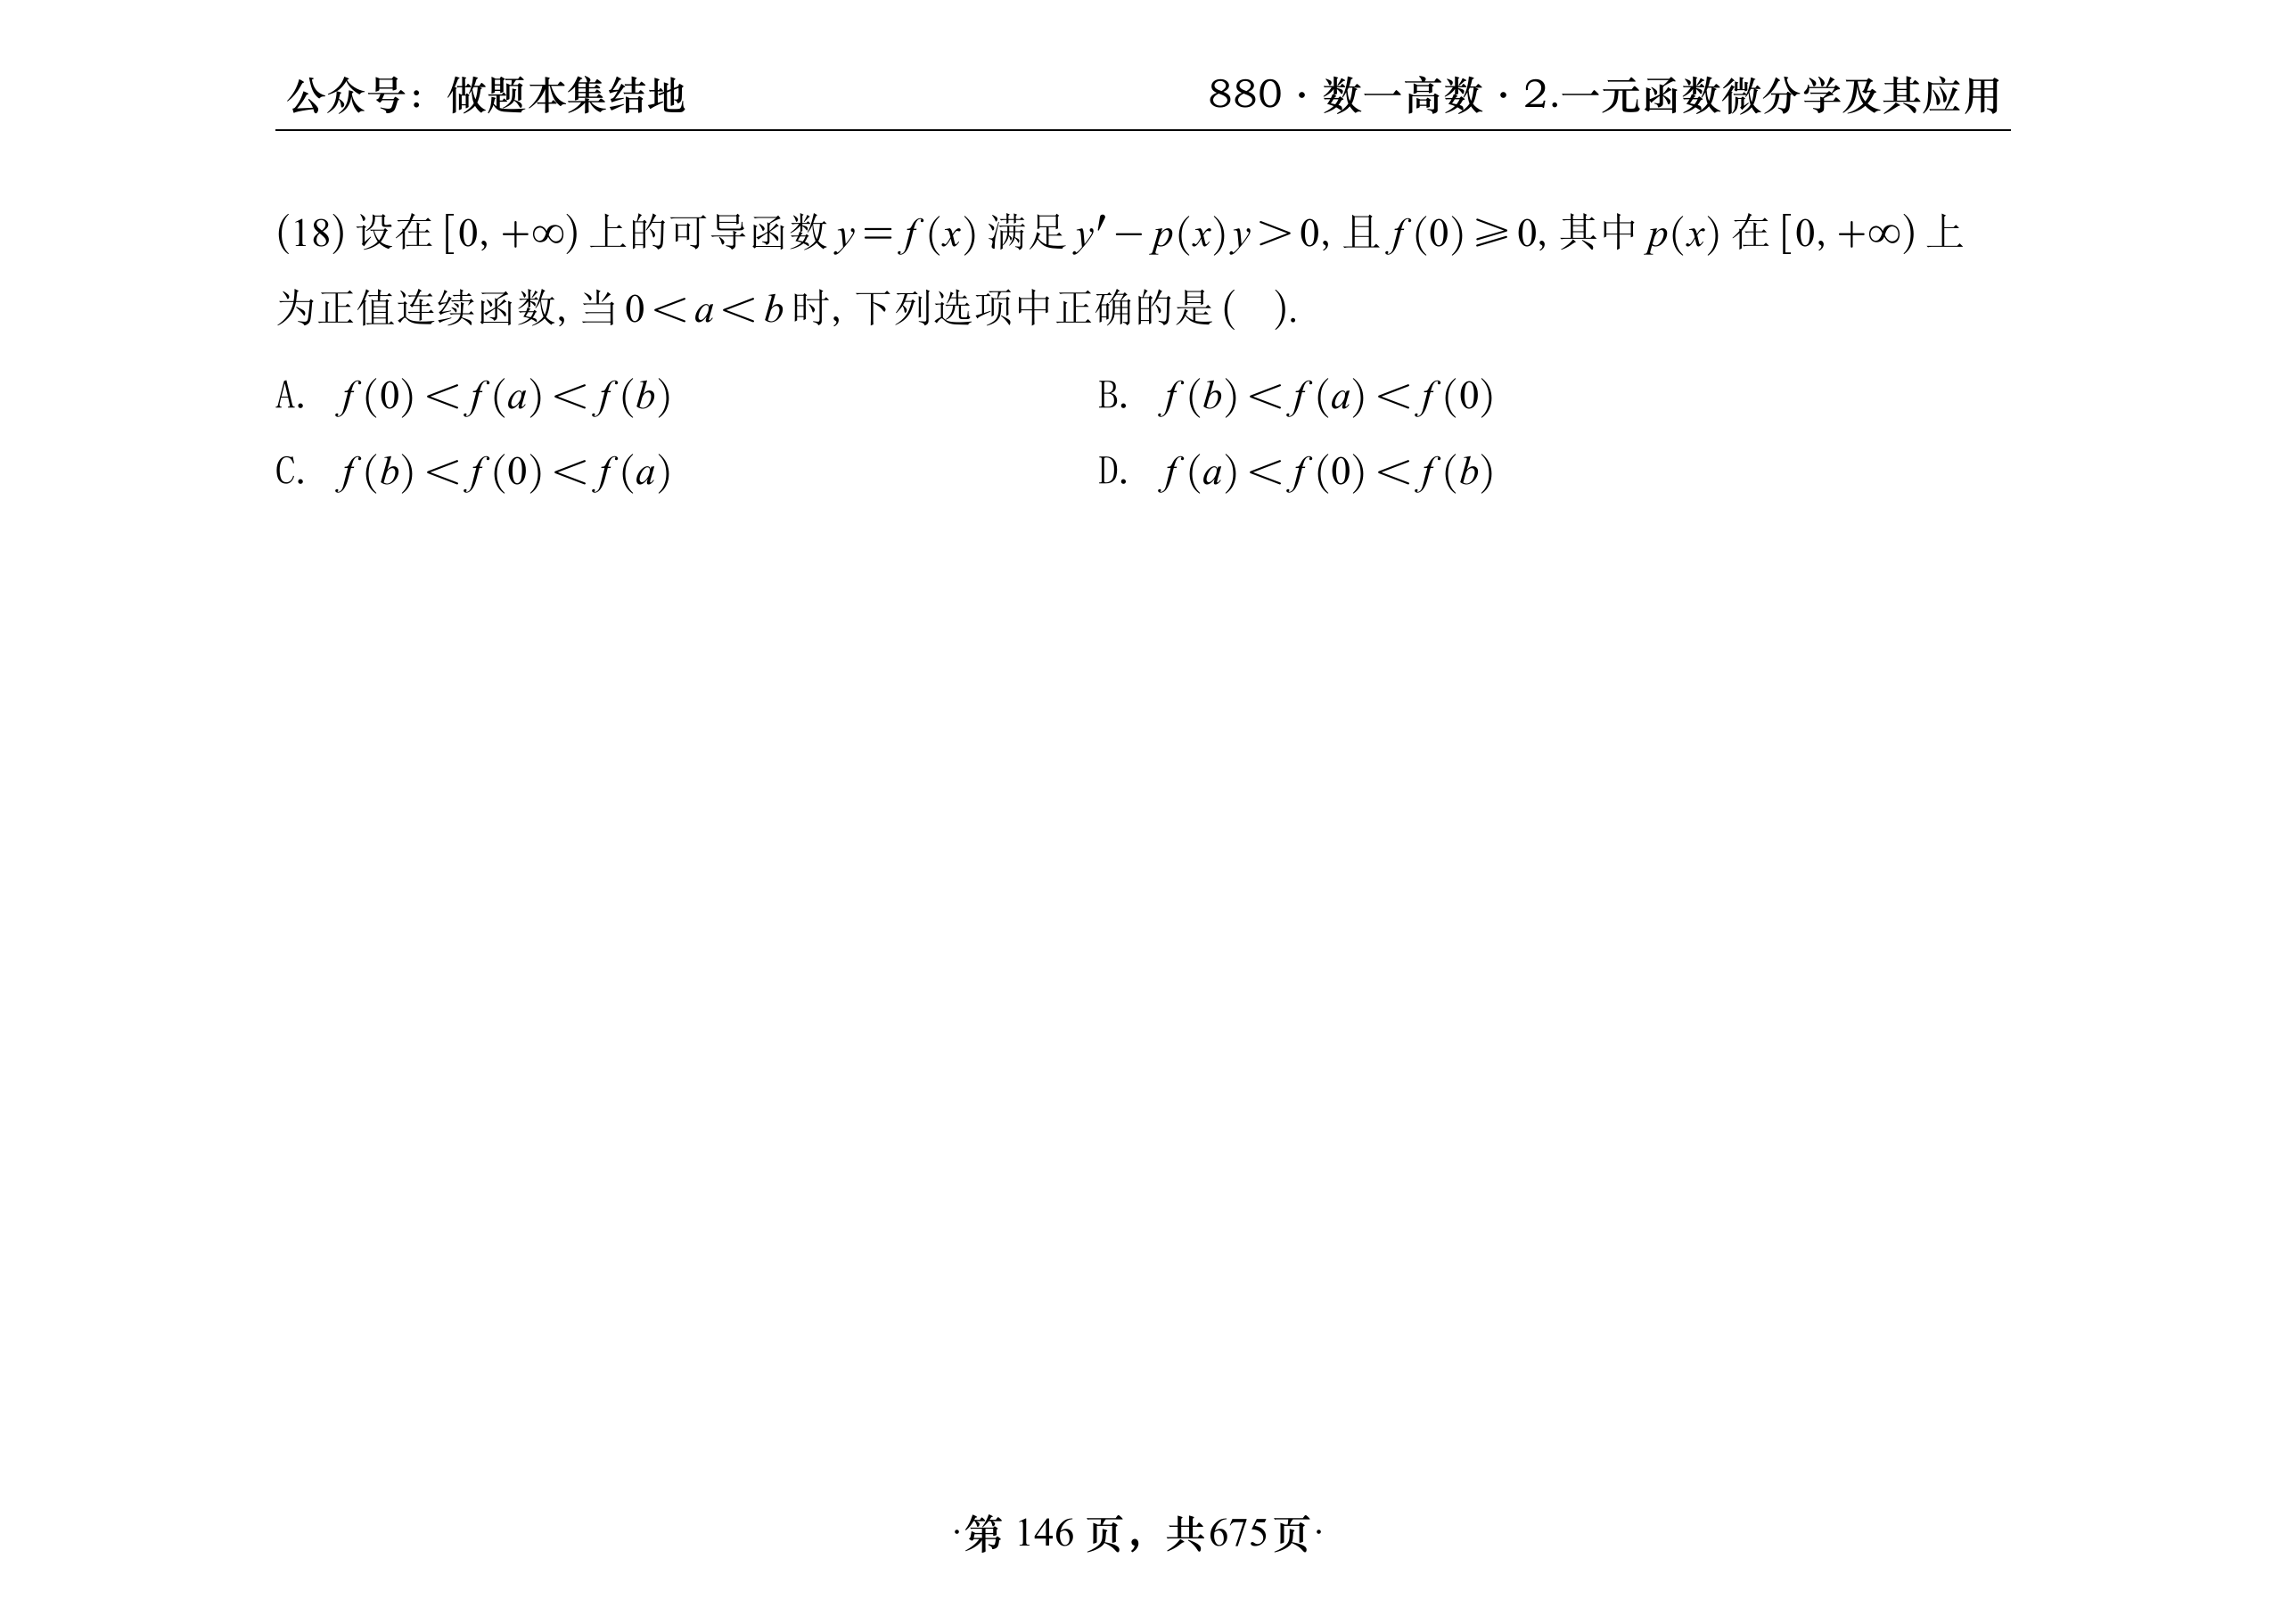 公众号：做题本集结地 880·数一高数·2.一元函数微分学及其应用
(18) 设在 [0, +∞) 上的可导函数 y=f(x) 满足 y′−p(x)y>0, 且 f(0)⩾0, 其中 p(x) 在 [0, +∞) 上
为正值连续函数, 当 0<a<b 时, 下列选项中正确的是 (  ).
A. f(0)<f(a)<f(b) B. f(b)<f(a)<f(0)
C. f(b)<f(0)<f(a) D. f(a)<f(0)<f(b)
·第 146 页，共675页·